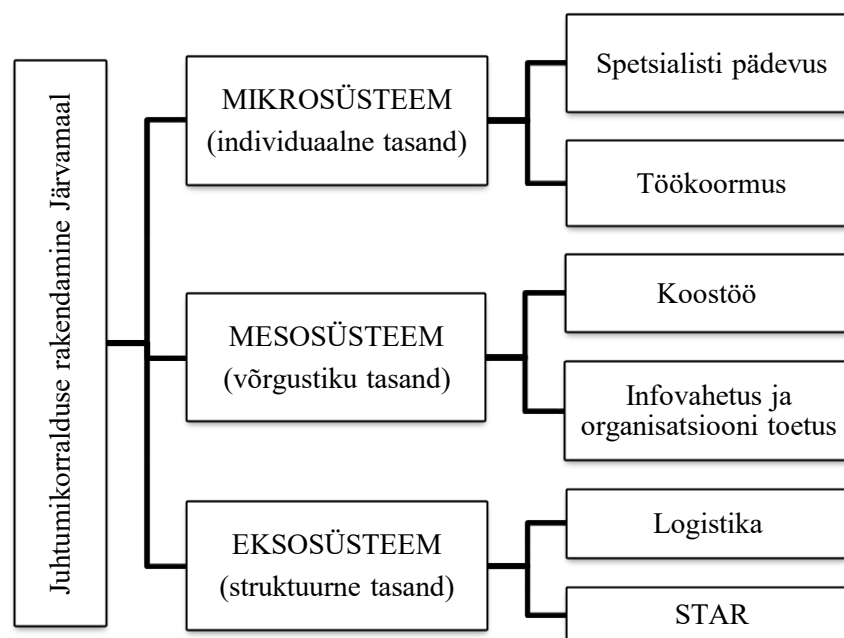 Juhtumikorralduse rakendamine Järvamaal
MIKROSÜSTEEM
(individuaalne tasand)
Spetsialisti pädevus
Töökoormus
MESOSÜSTEEM
(võrgustiku tasand)
Koostöö
Infovahetus ja
organisatsiooni toetus
EKSOSÜSTEEM
(struktuurne tasand)
Logistika
STAR